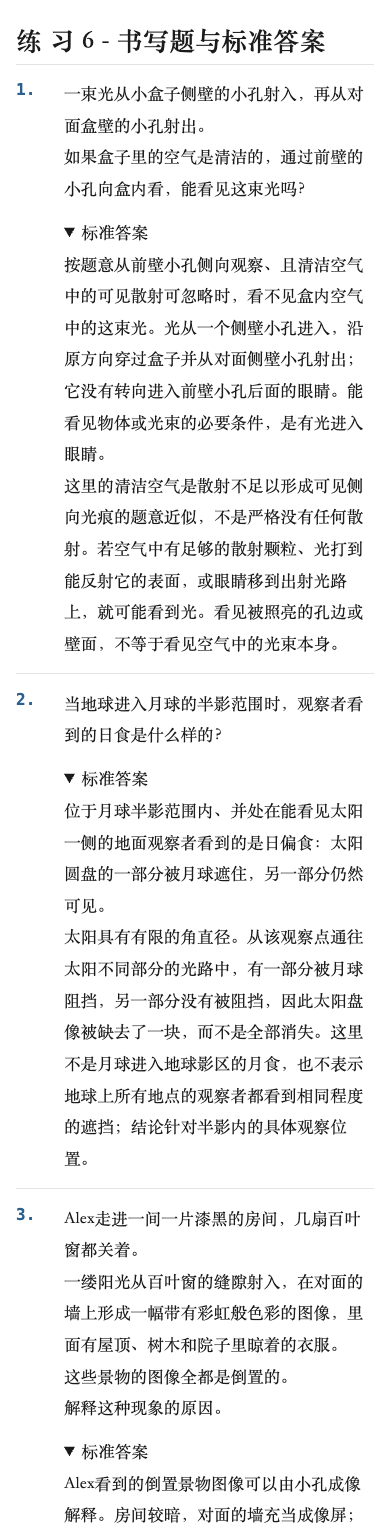 练 习 6 - 书写题与标准答案
1.
一束光从小盒子侧壁的小孔射入，再从对
面盒壁的小孔射出。
如果盒子里的空气是清洁的，通过前壁的
小孔向盒内看，能看见这束光吗？
▼ 标准答案
按题意从前壁小孔侧向观察、且清洁空气
中的可见散射可忽略时，看不见盒内空气
中的这束光。光从一个侧壁小孔进入，沿
原方向穿过盒子并从对面侧壁小孔射出；
它没有转向进入前壁小孔后面的眼睛。能
看见物体或光束的必要条件，是有光进入
眼睛。
这里的清洁空气是散射不足以形成可见侧
向光痕的题意近似，不是严格没有任何散
射。若空气中有足够的散射颗粒、光打到
能反射它的表面，或眼睛移到出射光路
上，就可能看到光。看见被照亮的孔边或
壁面，不等于看见空气中的光束本身。
2.
当地球进入月球的半影范围时，观察者看
到的日食是什么样的？
▼ 标准答案
位于月球半影范围内、并处在能看见太阳
一侧的地面观察者看到的是日偏食：太阳
圆盘的一部分被月球遮住，另一部分仍然
可见。
太阳具有有限的角直径。从该观察点通往
太阳不同部分的光路中，有一部分被月球
阻挡，另一部分没有被阻挡，因此太阳盘
像被缺去了一块，而不是全部消失。这里
不是月球进入地球影区的月食，也不表示
地球上所有地点的观察者都看到相同程度
的遮挡；结论针对半影内的具体观察位
置。
3.
Alex走进一间一片漆黑的房间，几扇百叶
窗都关着。
一缕阳光从百叶窗的缝隙射入，在对面的
墙上形成一幅带有彩虹般色彩的图像，里
面有屋顶、树木和院子里晾着的衣服。
这些景物的图像全都是倒置的。
解释这种现象的原因。
▼ 标准答案
Alex看到的倒置景物图像可以由小孔成像
解释。房间较暗，对面的墙充当成像屏；